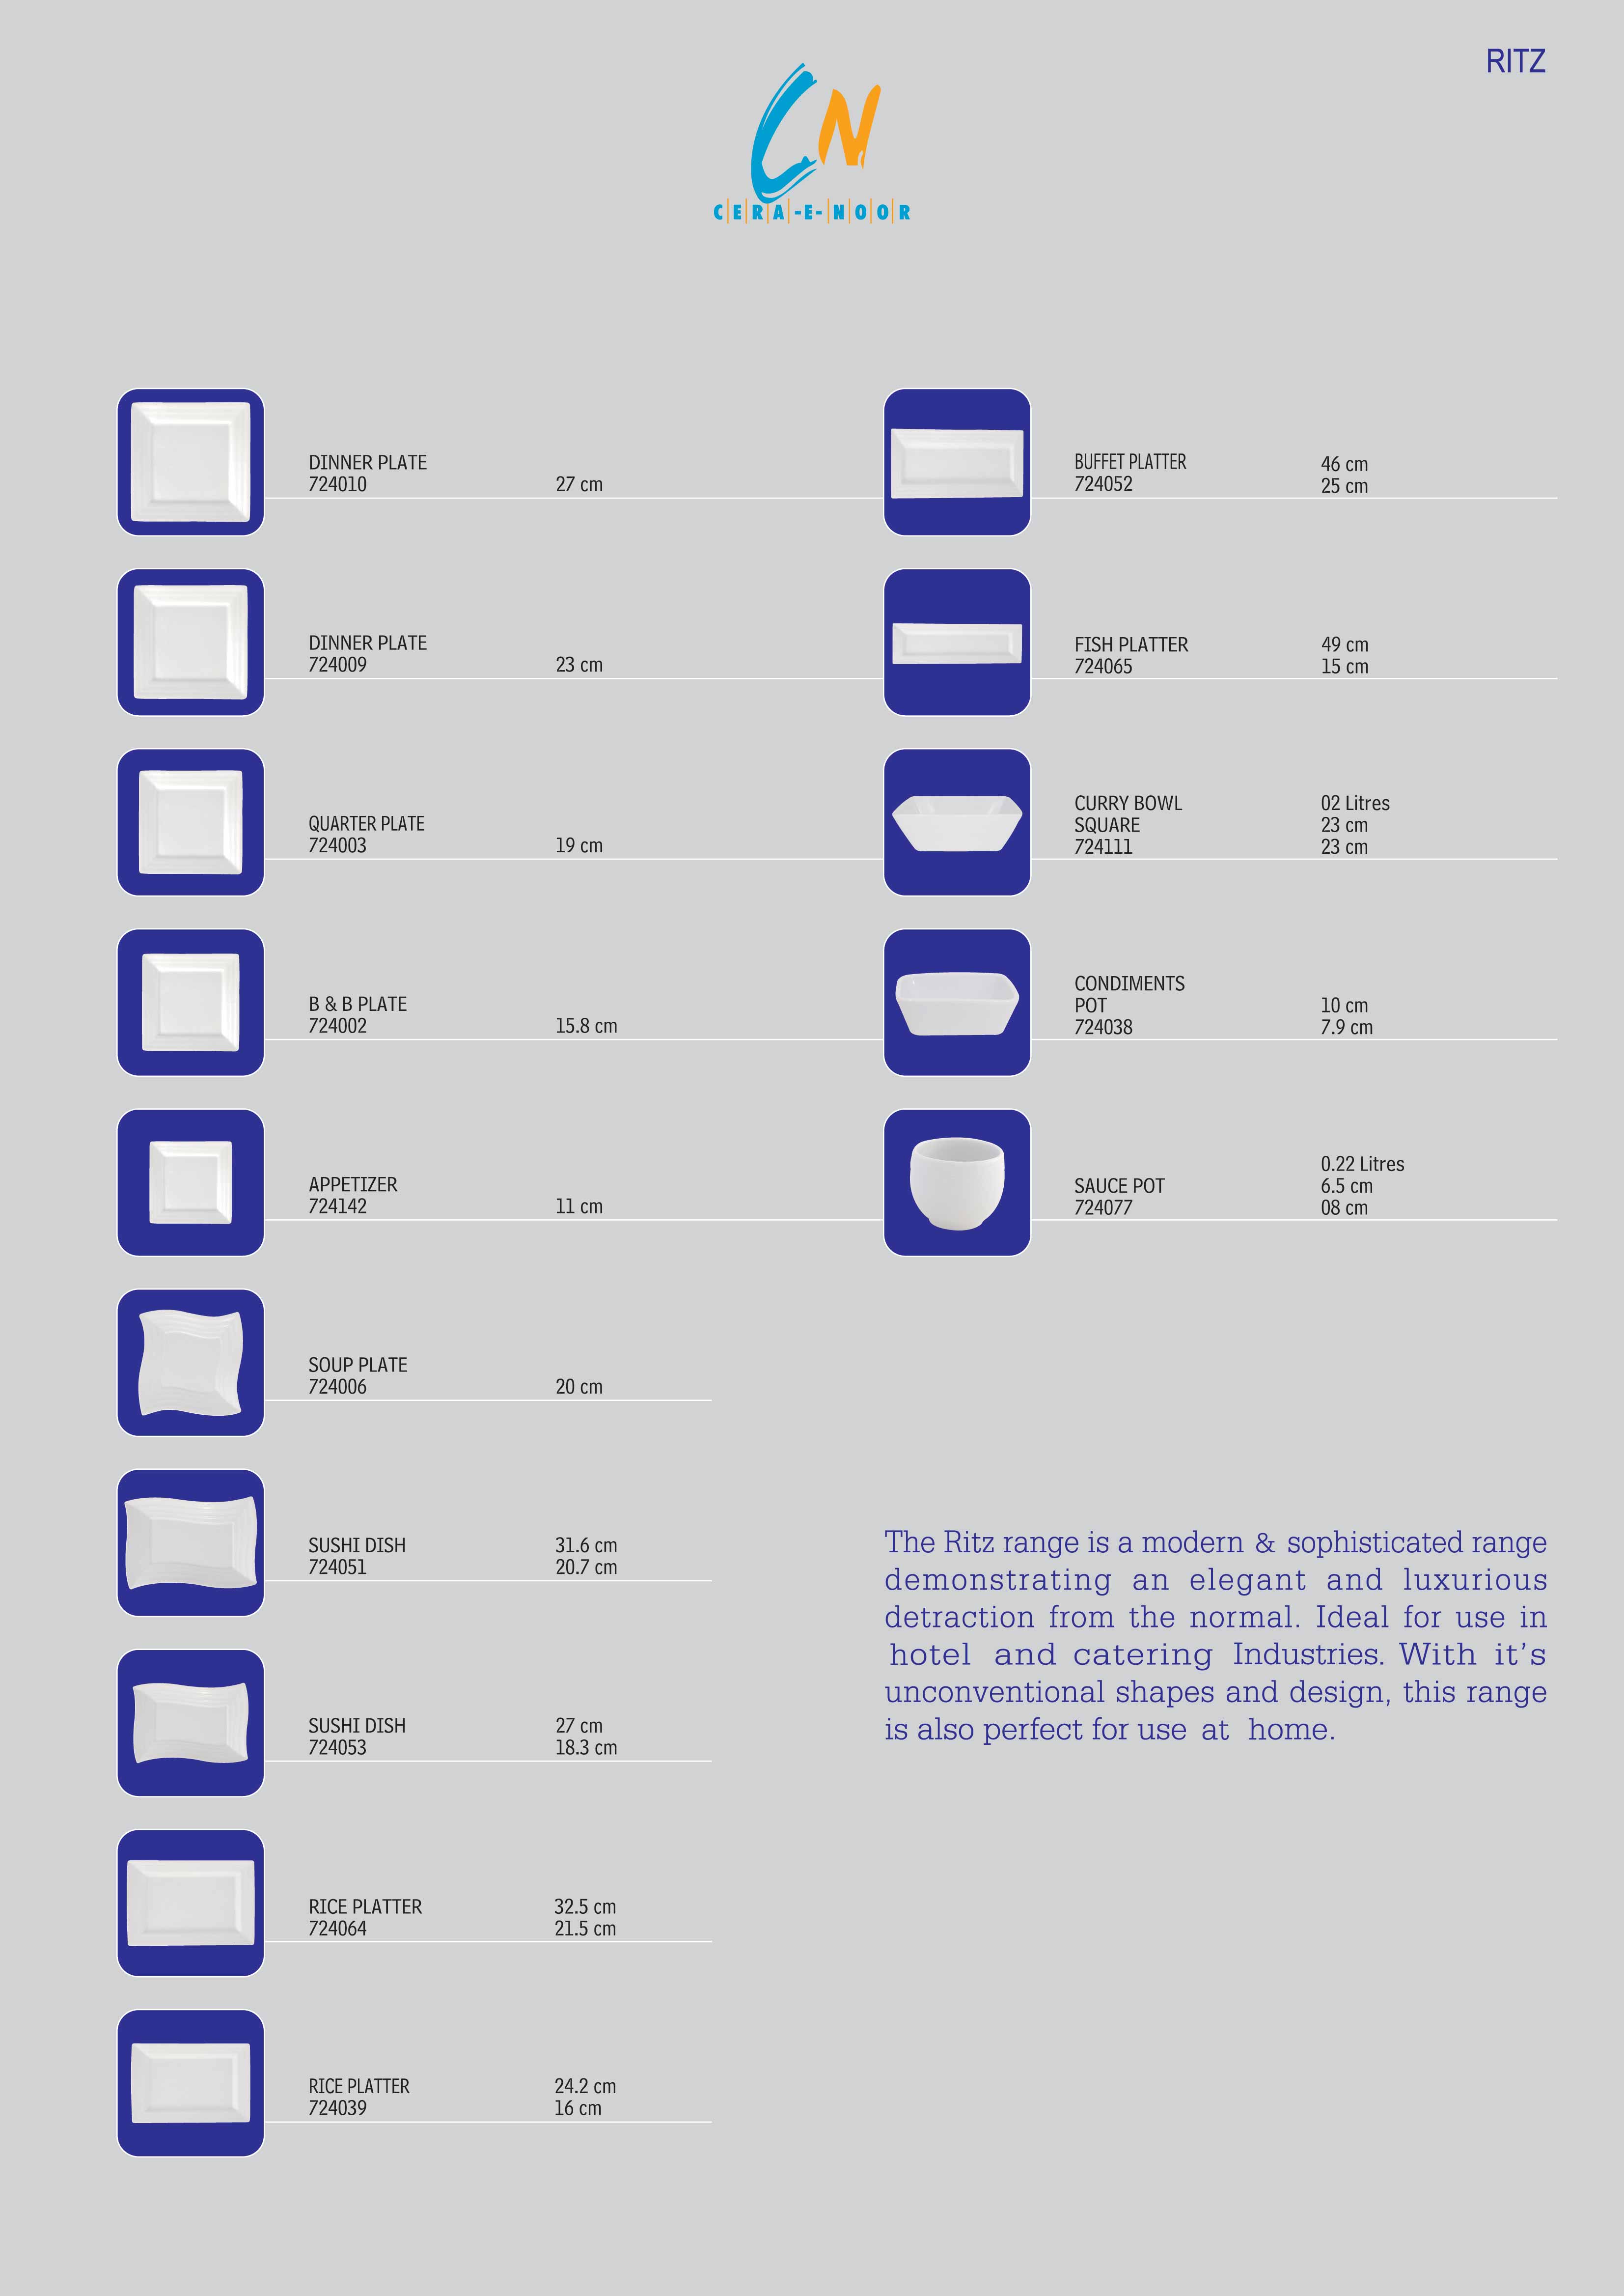 RITZ
CN
CERA-E-NOOR
DINNER PLATE
724010 27 cm
DINNER PLATE
724009 23 cm
QUARTER PLATE
724003 19 cm
B & B PLATE
724002 15.8 cm
APPETIZER
724142 11 cm
SOUP PLATE
724006 20 cm
SUSHI DISH 31.6 cm
724051 20.7 cm
SUSHI DISH 27 cm
724053 18.3 cm
RICE PLATTER 32.5 cm
724064 21.5 cm
RICE PLATTER 24.2 cm
724039 16 cm
BUFFET PLATTER 46 cm
724052 25 cm
FISH PLATTER 49 cm
724065 15 cm
CURRY BOWL 02 Litres
SQUARE 23 cm
724111 23 cm
CONDIMENTS
POT 10 cm
724038 7.9 cm
0.22 Litres
SAUCE POT 6.5 cm
724077 08 cm
The Ritz range is a modern & sophisticated range
demonstrating an elegant and luxurious
detraction from the normal. Ideal for use in
hotel and catering Industries. With it's
unconventional shapes and design, this range
is also perfect for use at home.